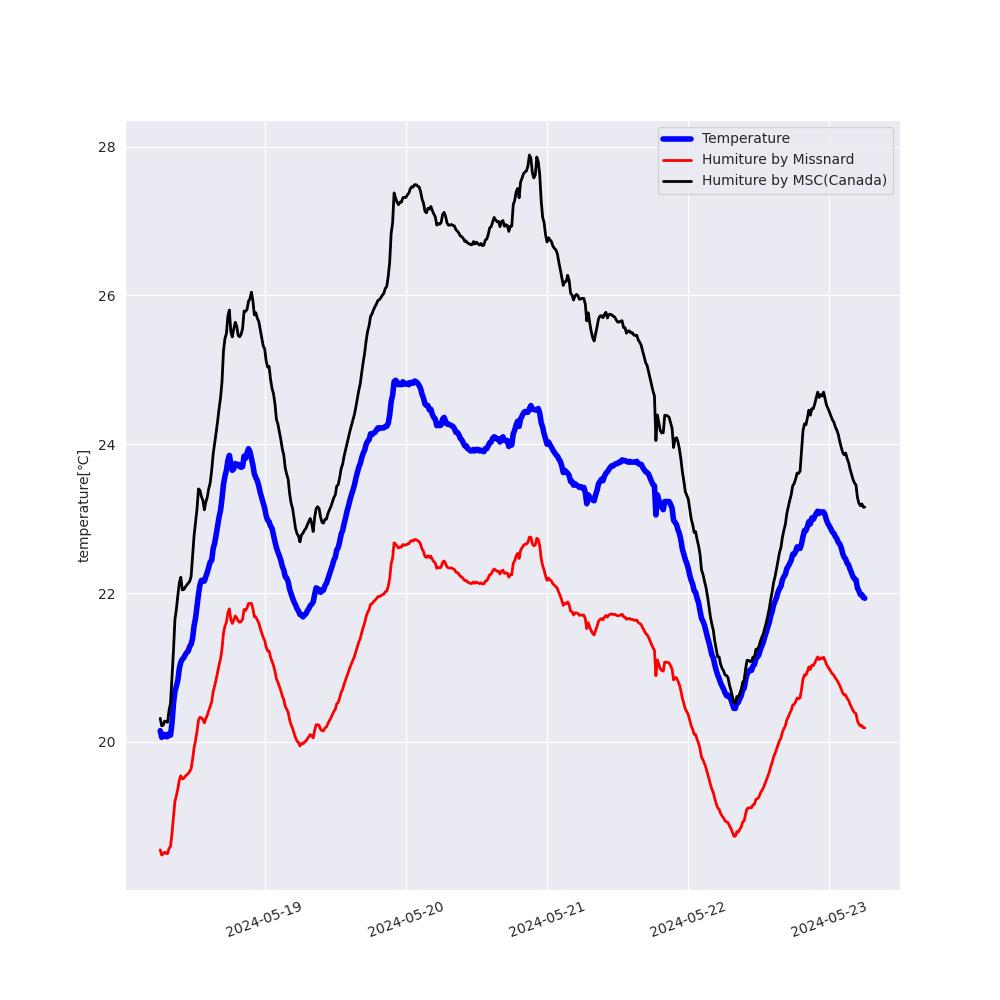 28
26
24
22
20
temperature[℃]
Temperature
Humiture by Missnard
Humiture by MSC(Canada)
2024-05-19
2024-05-20
2024-05-21
2024-05-22
2024-05-23